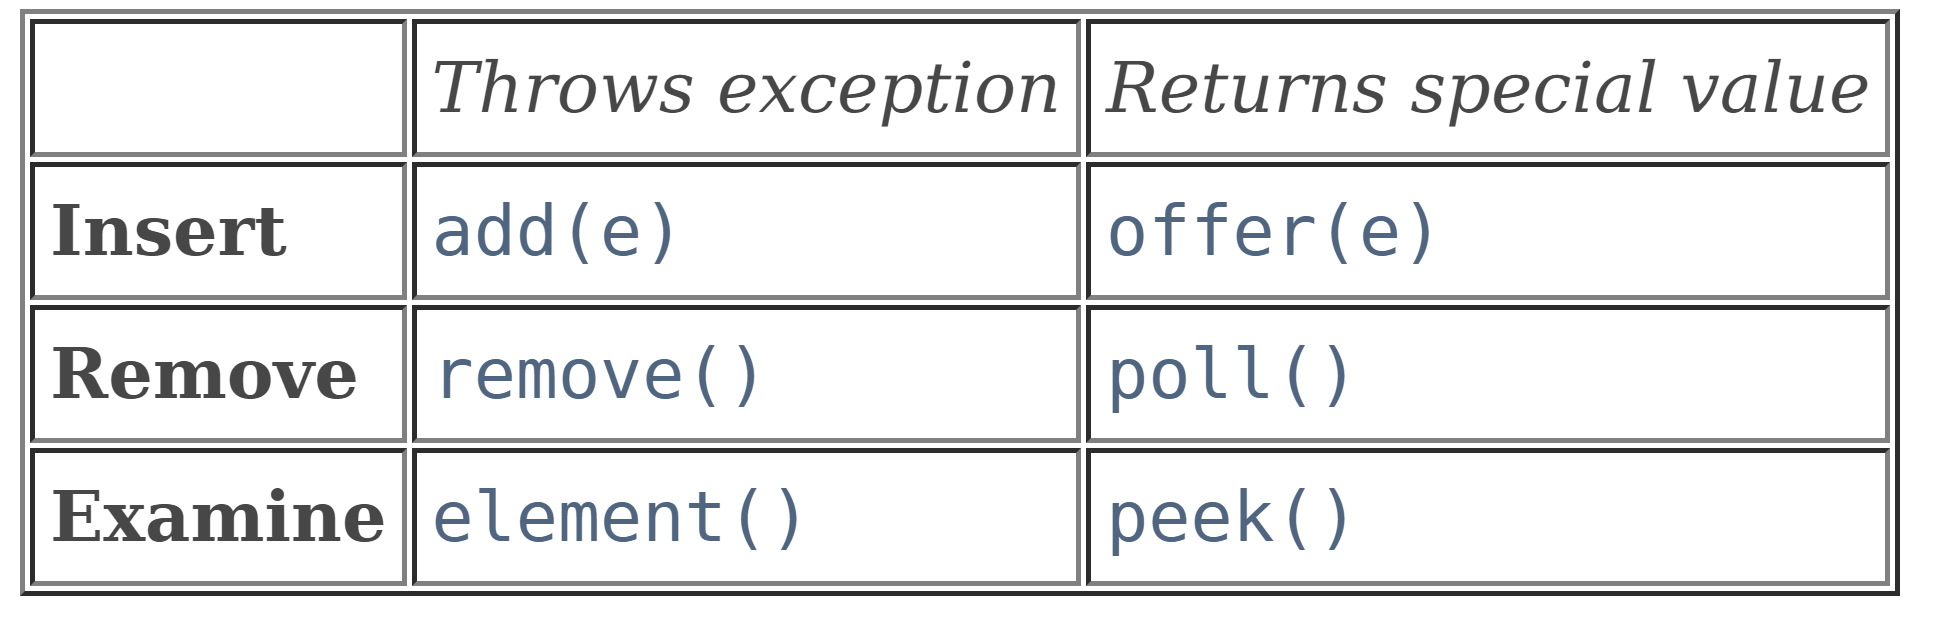 Throws exception Returns special value
Insert add(e) offer(e)
Remove remove() poll()
Examine element() peek()